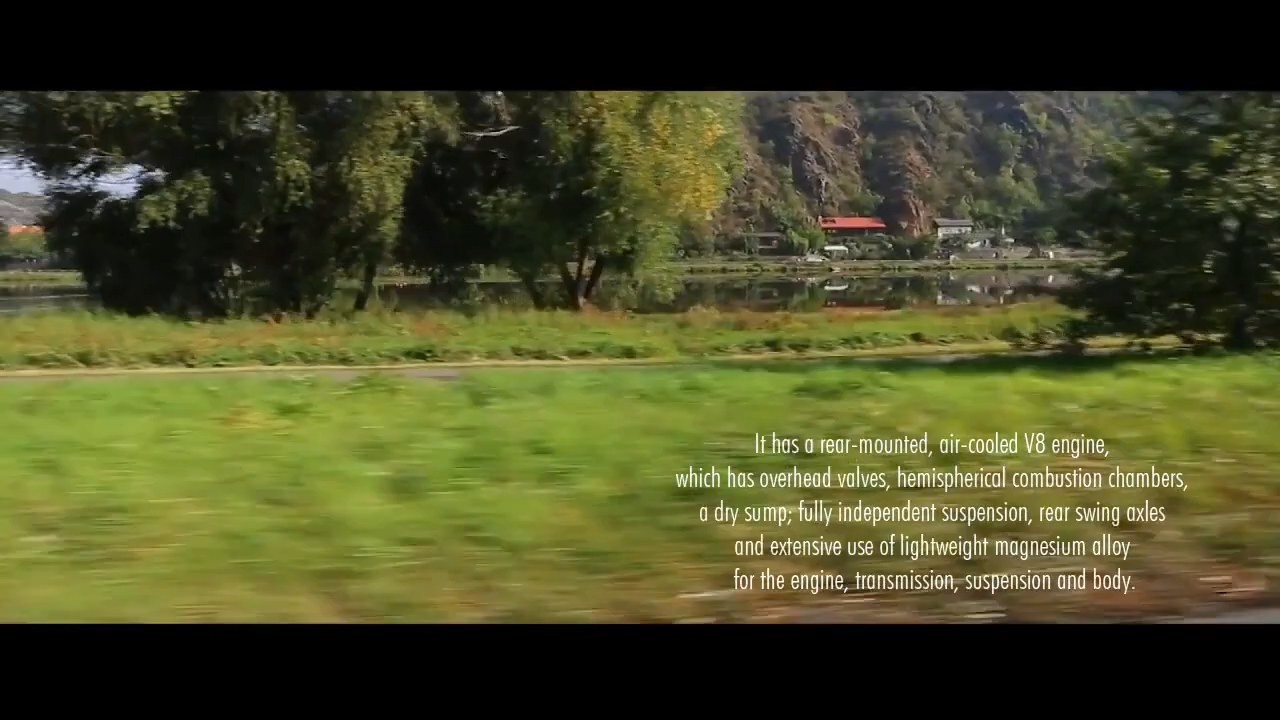 It has a rear-mounted, air-cooled V8 engine,
which has overhead valves, hemispherical combustion chambers,
a dry sump; fully independent suspension, rear swing axles
and extensive use of lightweight magnesium alloy
for the engine, transmission, suspension and body.